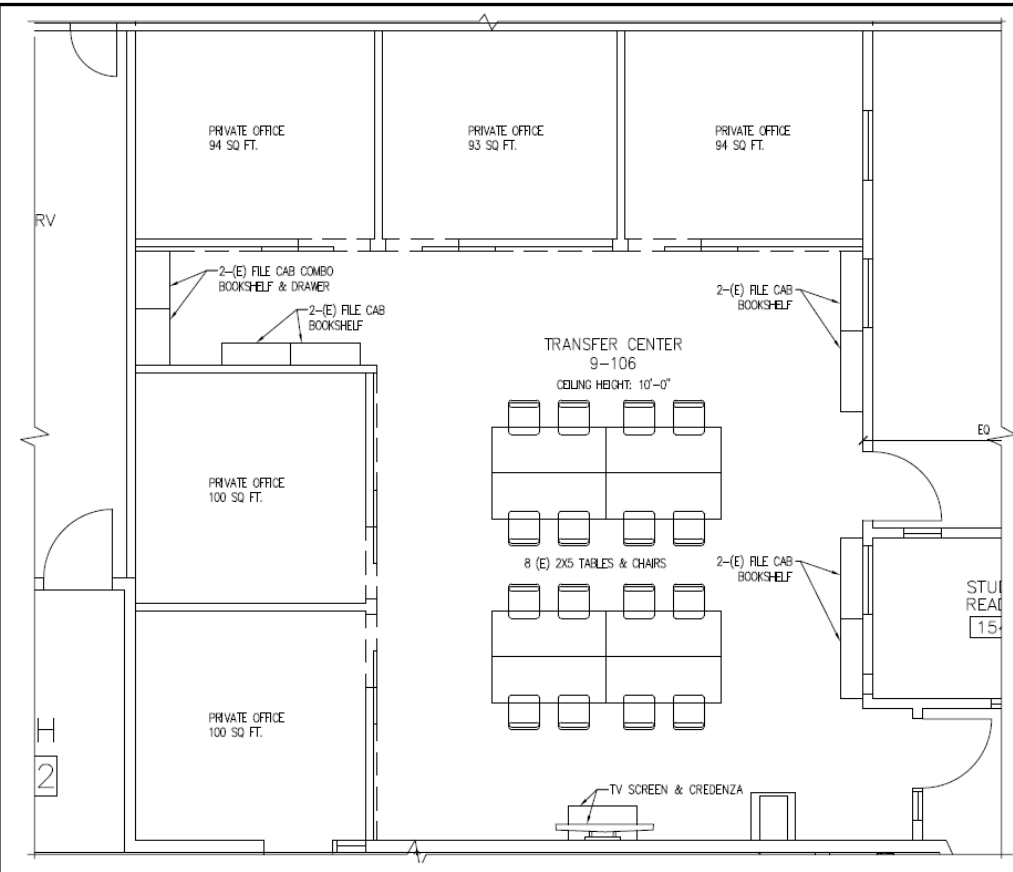 PRIVATE OFFICE
94 SQ FT.
PRIVATE OFFICE
93 SQ FT.
PRIVATE OFFICE
94 SQ FT.
RV
2-(E) FILE CAB COMBO
BOOKSHELF & DRAWER
2-(E) FILE CAB
BOOKSHELF
2-(E) FILE CAB
BOOKSHELF
TRANSFER CENTER
9-106
CEILING HEIGHT: 10'-0"
EQ
PRIVATE OFFICE
100 SQ FT.
8 (E) 2X5 TABLES & CHAIRS
2-(E) FILE CAB
BOOKSHELF
STU
READ
15
PRIVATE OFFICE
100 SQ FT.
H
2
TV SCREEN & CREDENZA